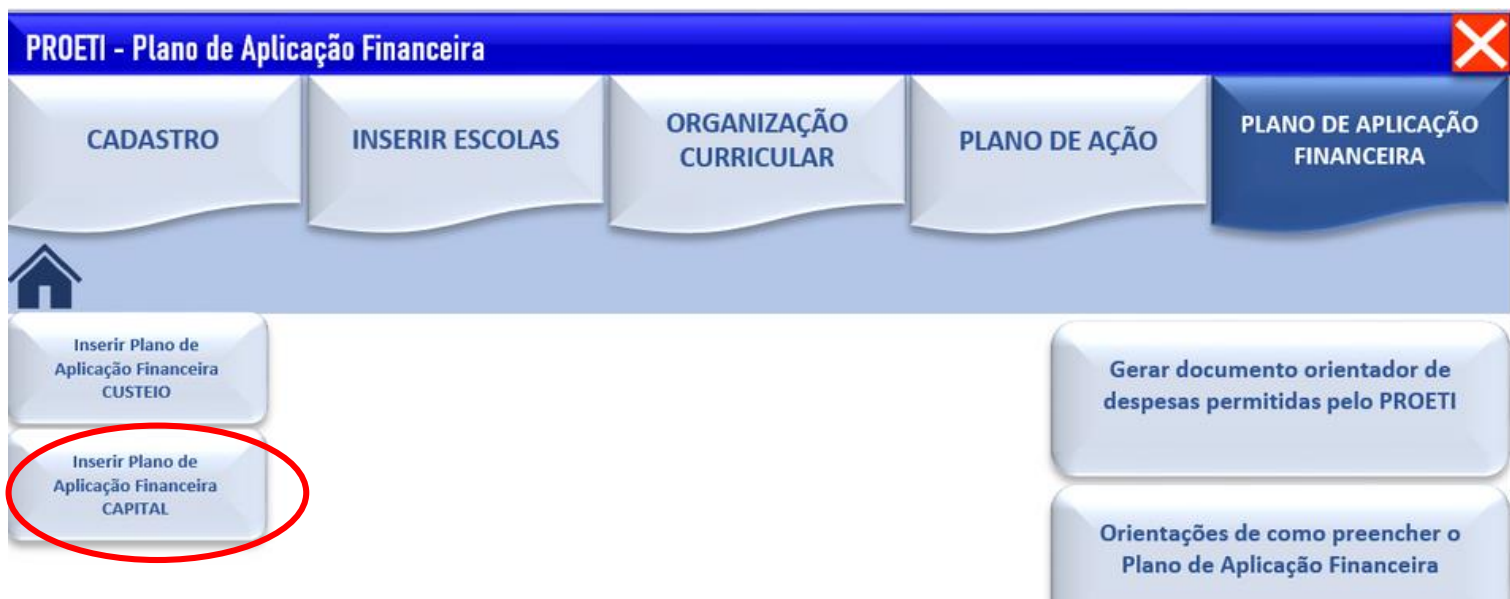 PROETI - Plano de Aplicação Financeira
CADASTRO
INSERIR ESCOLAS
ORGANIZAÇÃO
CURRICULAR
PLANO DE AÇÃO
PLANO DE APLICAÇÃO
FINANCEIRA
Inserir Plano de
Aplicação Financeira
CUSTEIO
Inserir Plano de
Aplicação Financeira
CAPITAL
Gerar documento orientador de
despesas permitidas pelo PROETI
Orientações de como preencher o
Plano de Aplicação Financeira